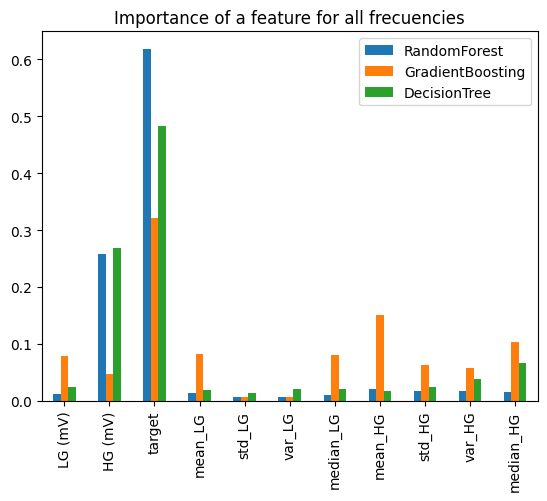 Importance of a feature for all frecuencies
RandomForest
GradientBoosting
DecisionTree
0.6
0.5
0.4
0.3
0.2
0.1
0.0
LG (mV)
HG (mV)
target
mean_LG
std_LG
var_LG
median_LG
mean_HG
std_HG
var_HG
median_HG